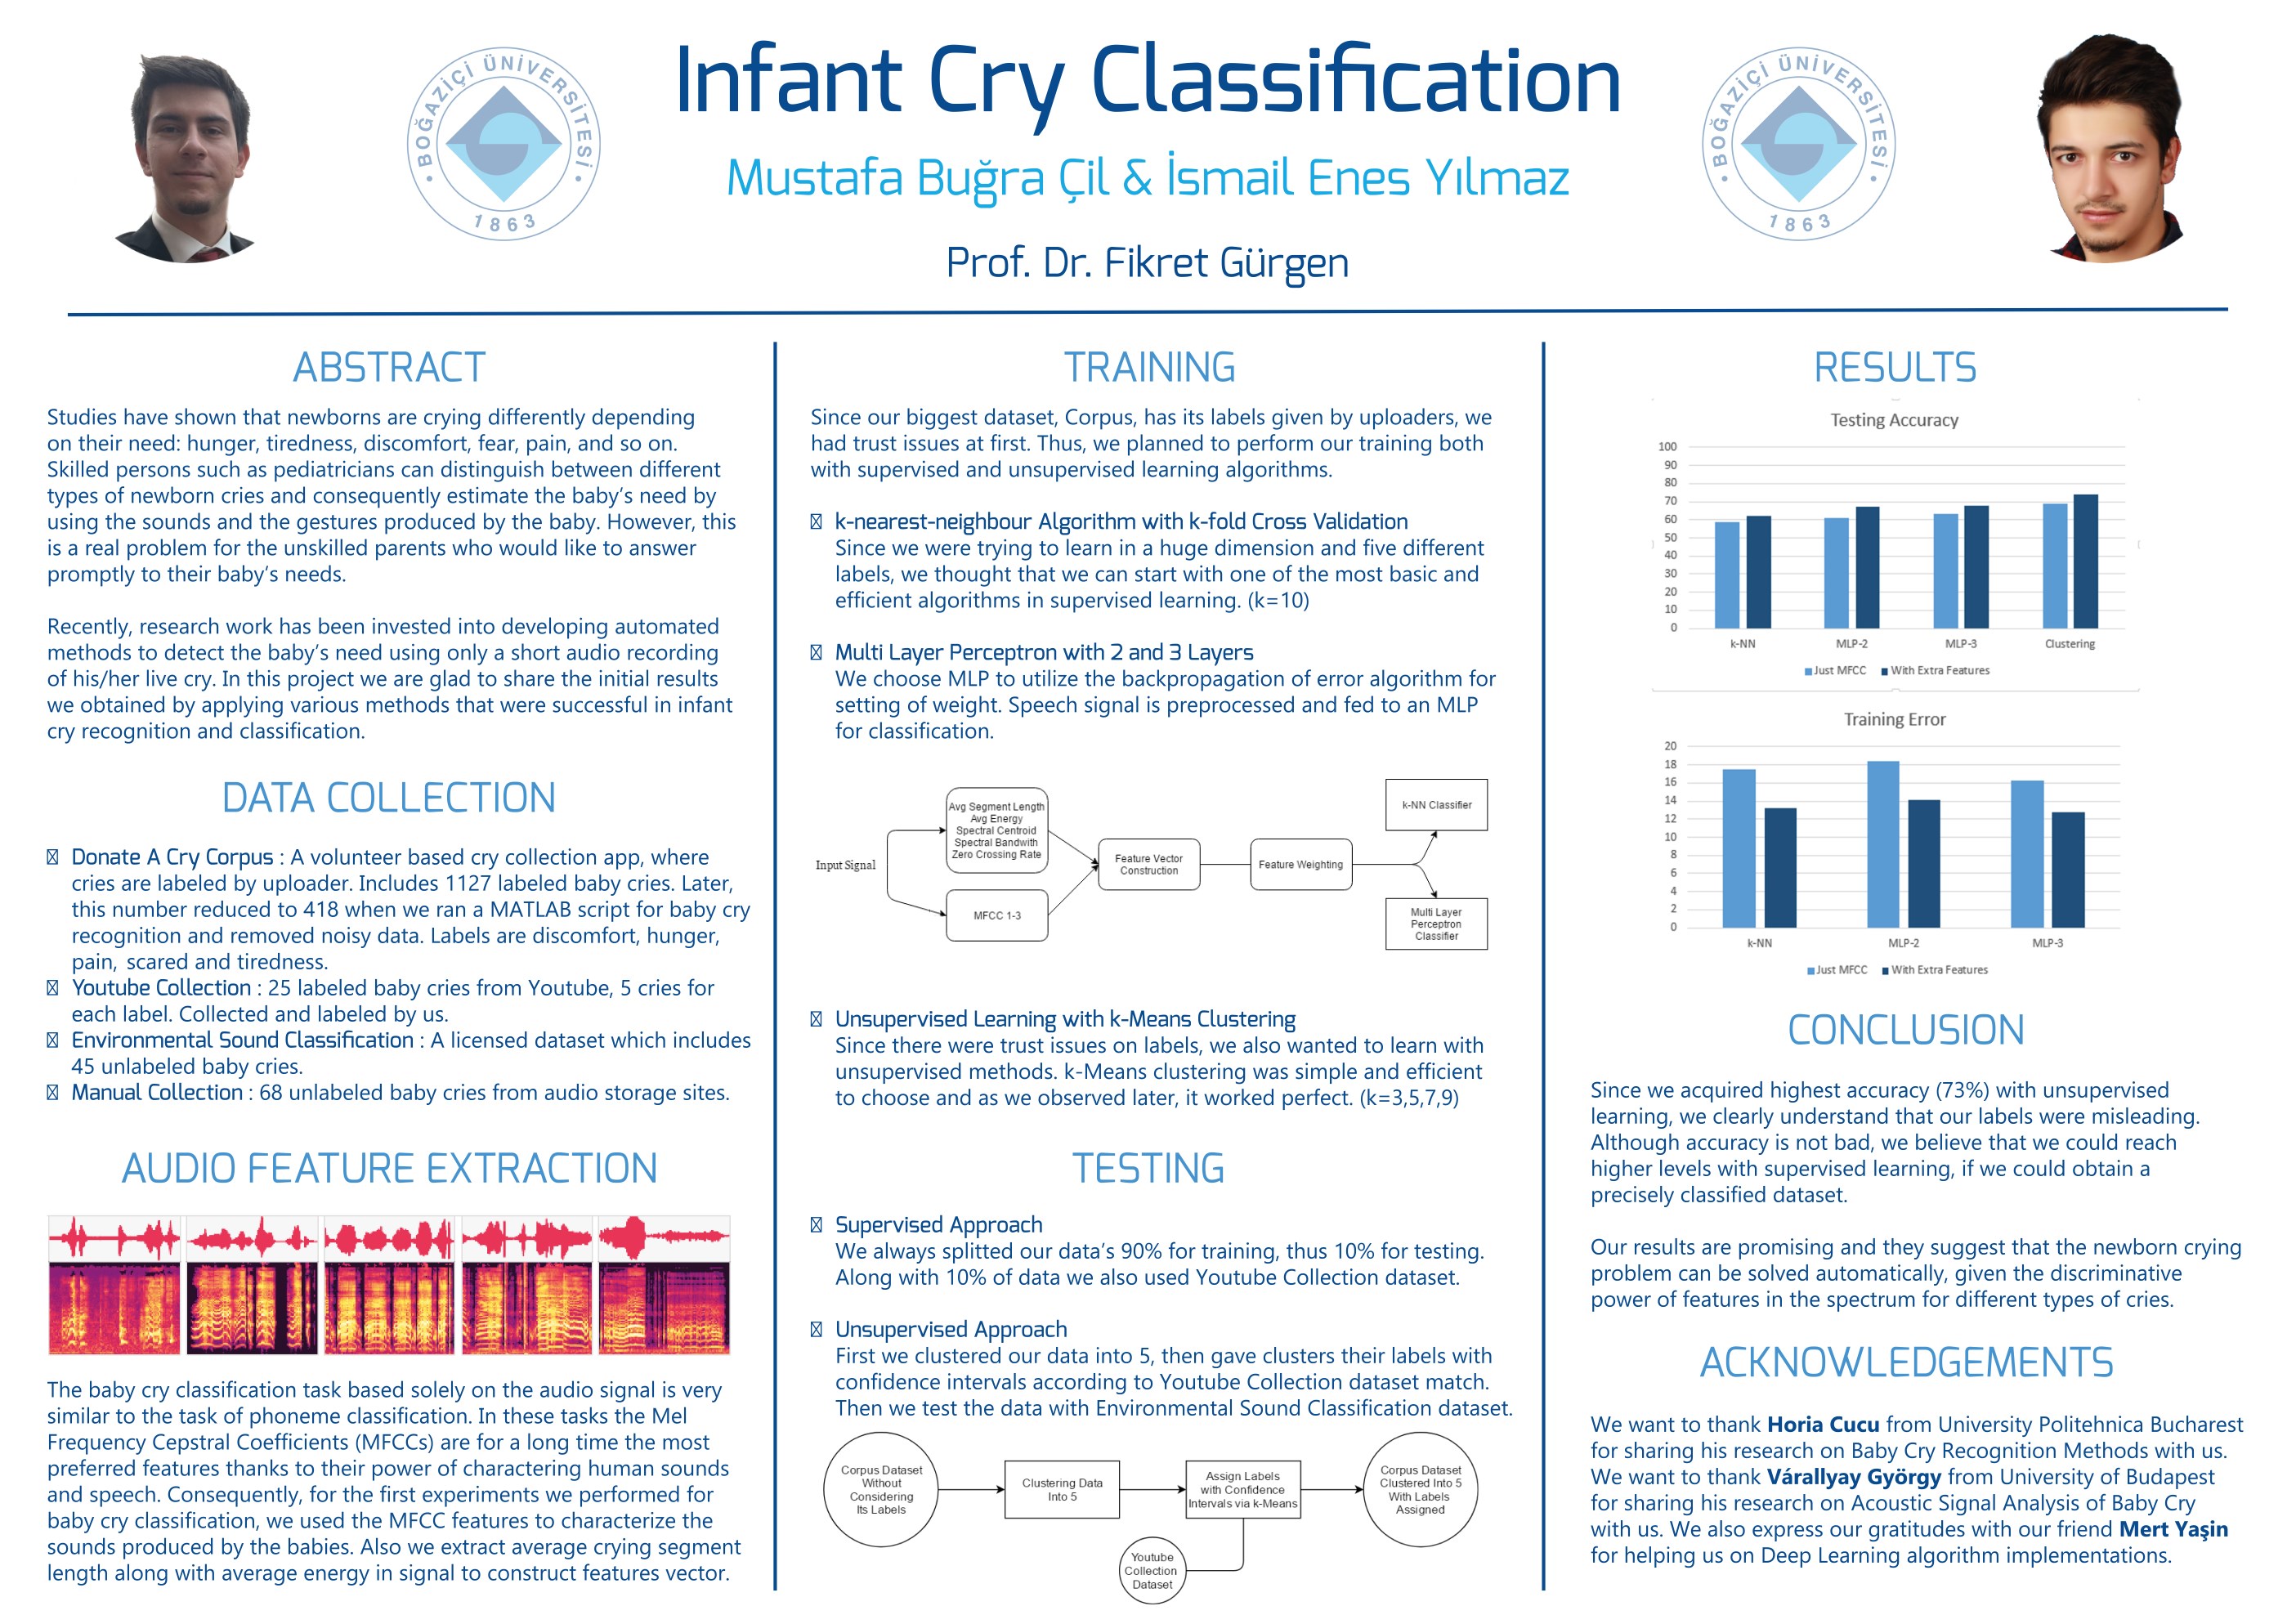 Infant Cry Classification
Mustafa Buğra Çil & İsmail Enes Yılmaz
Prof. Dr. Fikret Gürgen
BOĞAZİÇİ ÜNİVERSİTESİ
1863
BOĞAZİÇİ ÜNİVERSİTESİ
1863
ABSTRACT
Studies have shown that newborns are crying differently depending
on their need: hunger, tiredness, discomfort, fear, pain, and so on.
Skilled persons such as pediatricians can distinguish between different
types of newborn cries and consequently estimate the baby's need by
using the sounds and the gestures produced by the baby. However, this
is a real problem for the unskilled parents who would like to answer
promptly to their baby's needs.
Recently, research work has been invested into developing automated
methods to detect the baby's need using only a short audio recording
of his/her live cry. In this project we are glad to share the initial results
we obtained by applying various methods that were successful in infant
cry recognition and classification.
DATA COLLECTION
Donate A Cry Corpus : A volunteer based cry collection app, where
cries are labeled by uploader. Includes 1127 labeled baby cries. Later,
this number reduced to 418 when we ran a MATLAB script for baby cry
recognition and removed noisy data. Labels are discomfort, hunger,
pain, scared and tiredness.
Youtube Collection : 25 labeled baby cries from Youtube, 5 cries for
each label. Collected and labeled by us.
Environmental Sound Classification : A licensed dataset which includes
45 unlabeled baby cries.
Manual Collection : 68 unlabeled baby cries from audio storage sites.
AUDIO FEATURE EXTRACTION
The baby cry classification task based solely on the audio signal is very
similar to the task of phoneme classification. In these tasks the Mel
Frequency Cepstral Coefficients (MFCCs) are for a long time the most
preferred features thanks to their power of charactering human sounds
and speech. Consequently, for the first experiments we performed for
baby cry classification, we used the MFCC features to characterize the
sounds produced by the babies. Also we extract average crying segment
length along with average energy in signal to construct features vector.
TRAINING
Since our biggest dataset, Corpus, has its labels given by uploaders, we
had trust issues at first. Thus, we planned to perform our training both
with supervised and unsupervised learning algorithms.
k-nearest-neighbour Algorithm with k-fold Cross Validation
Since we were trying to learn in a huge dimension and five different
labels, we thought that we can start with one of the most basic and
efficient algorithms in supervised learning. (k=10)
Multi Layer Perceptron with 2 and 3 Layers
We choose MLP to utilize the backpropagation of error algorithm for
setting of weight. Speech signal is preprocessed and fed to an MLP
for classification.
Input Signal
Avg Segment Length
Avg Energy
Spectral Centroid
Spectral Bandwith
Zero Crossing Rate
MFCC 1-3
Feature Vector
Construction
Feature Weighting
k-NN Classifier
Multi Layer
Perceptron
Classifier
Unsupervised Learning with k-Means Clustering
Since there were trust issues on labels, we also wanted to learn with
unsupervised methods. k-Means clustering was simple and efficient
to choose and as we observed later, it worked perfect. (k=3,5,7,9)
TESTING
Supervised Approach
We always splitted our data's 90% for training, thus 10% for testing.
Along with 10% of data we also used Youtube Collection dataset.
Unsupervised Approach
First we clustered our data into 5, then gave clusters their labels with
confidence intervals according to Youtube Collection dataset match.
Then we test the data with Environmental Sound Classification dataset.
Corpus Dataset
Without
Considering
Its Labels
Clustering Data
Into 5
Assign Labels
with Confidence
Intervals via k-Means
Corpus Dataset
Clustered Into 5
With Labels
Assigned
Youtube
Collection
Dataset
RESULTS
Testing Accuracy
100
90
80
70
60
50
40
30
20
10
0
k-NN MLP-2 MLP-3 Clustering
Just MFCC With Extra Features
Training Error
20
18
16
14
12
10
8
6
4
2
0
k-NN MLP-2 MLP-3
Just MFCC With Extra Features
CONCLUSION
Since we acquired highest accuracy (73%) with unsupervised
learning, we clearly understand that our labels were misleading.
Although accuracy is not bad, we believe that we could reach
higher levels with supervised learning, if we could obtain a
precisely classified dataset.
Our results are promising and they suggest that the newborn crying
problem can be solved automatically, given the discriminative
power of features in the spectrum for different types of cries.
ACKNOWLEDGEMENTS
We want to thank Horia Cucu from University Politehnica Bucharest
for sharing his research on Baby Cry Recognition Methods with us.
We want to thank Várallyay György from University of Budapest
for sharing his research on Acoustic Signal Analysis of Baby Cry
with us. We also express our gratitudes with our friend Mert Yaşin
for helping us on Deep Learning algorithm implementations.